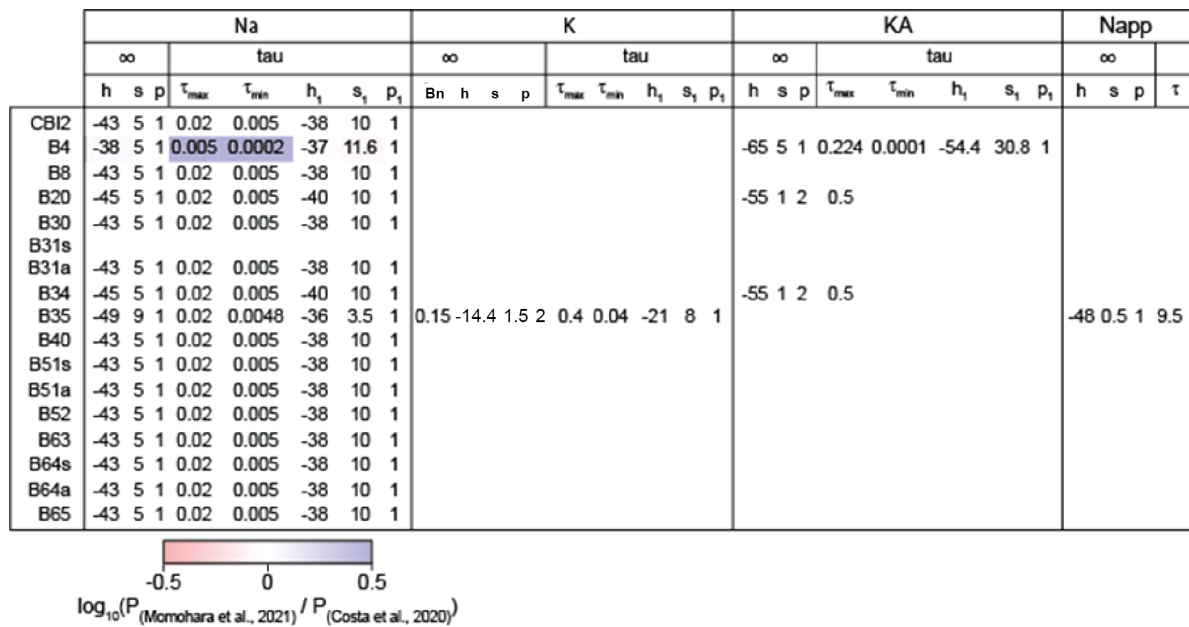 Na K KA Napp
∞ tau ∞ tau ∞ tau ∞
h s p τmax τmin h1 s1 p1 Bn h s p τmax τmin h1 s1 p1 h s p τmax τmin h1 s1 p1 h s p τ
CBI2 -43 5 1 0.02 0.005 -38 10 1
B4 -38 5 1 0.005 0.0002 -37 11.6 1 -65 5 1 0.224 0.0001 -54.4 30.8 1
B8 -43 5 1 0.02 0.005 -38 10 1
B20 -45 5 1 0.02 0.005 -40 10 1 -55 1 2 0.5
B30 -43 5 1 0.02 0.005 -38 10 1
B31s
B31a -43 5 1 0.02 0.005 -38 10 1
B34 -45 5 1 0.02 0.005 -40 10 1 -55 1 2 0.5
B35 -49 9 1 0.02 0.0048 -36 3.5 1 0.15 -14.4 1.5 2 0.4 0.04 -21 8 1 -48 0.5 1 9.5
B40 -43 5 1 0.02 0.005 -38 10 1
B51s -43 5 1 0.02 0.005 -38 10 1
B51a -43 5 1 0.02 0.005 -38 10 1
B52 -43 5 1 0.02 0.005 -38 10 1
B63 -43 5 1 0.02 0.005 -38 10 1
B64s -43 5 1 0.02 0.005 -38 10 1
B64a -43 5 1 0.02 0.005 -38 10 1
B65 -43 5 1 0.02 0.005 -38 10 1
-0.5 0 0.5
log10(P(Momohara et al., 2021) / P(Costa et al., 2020))